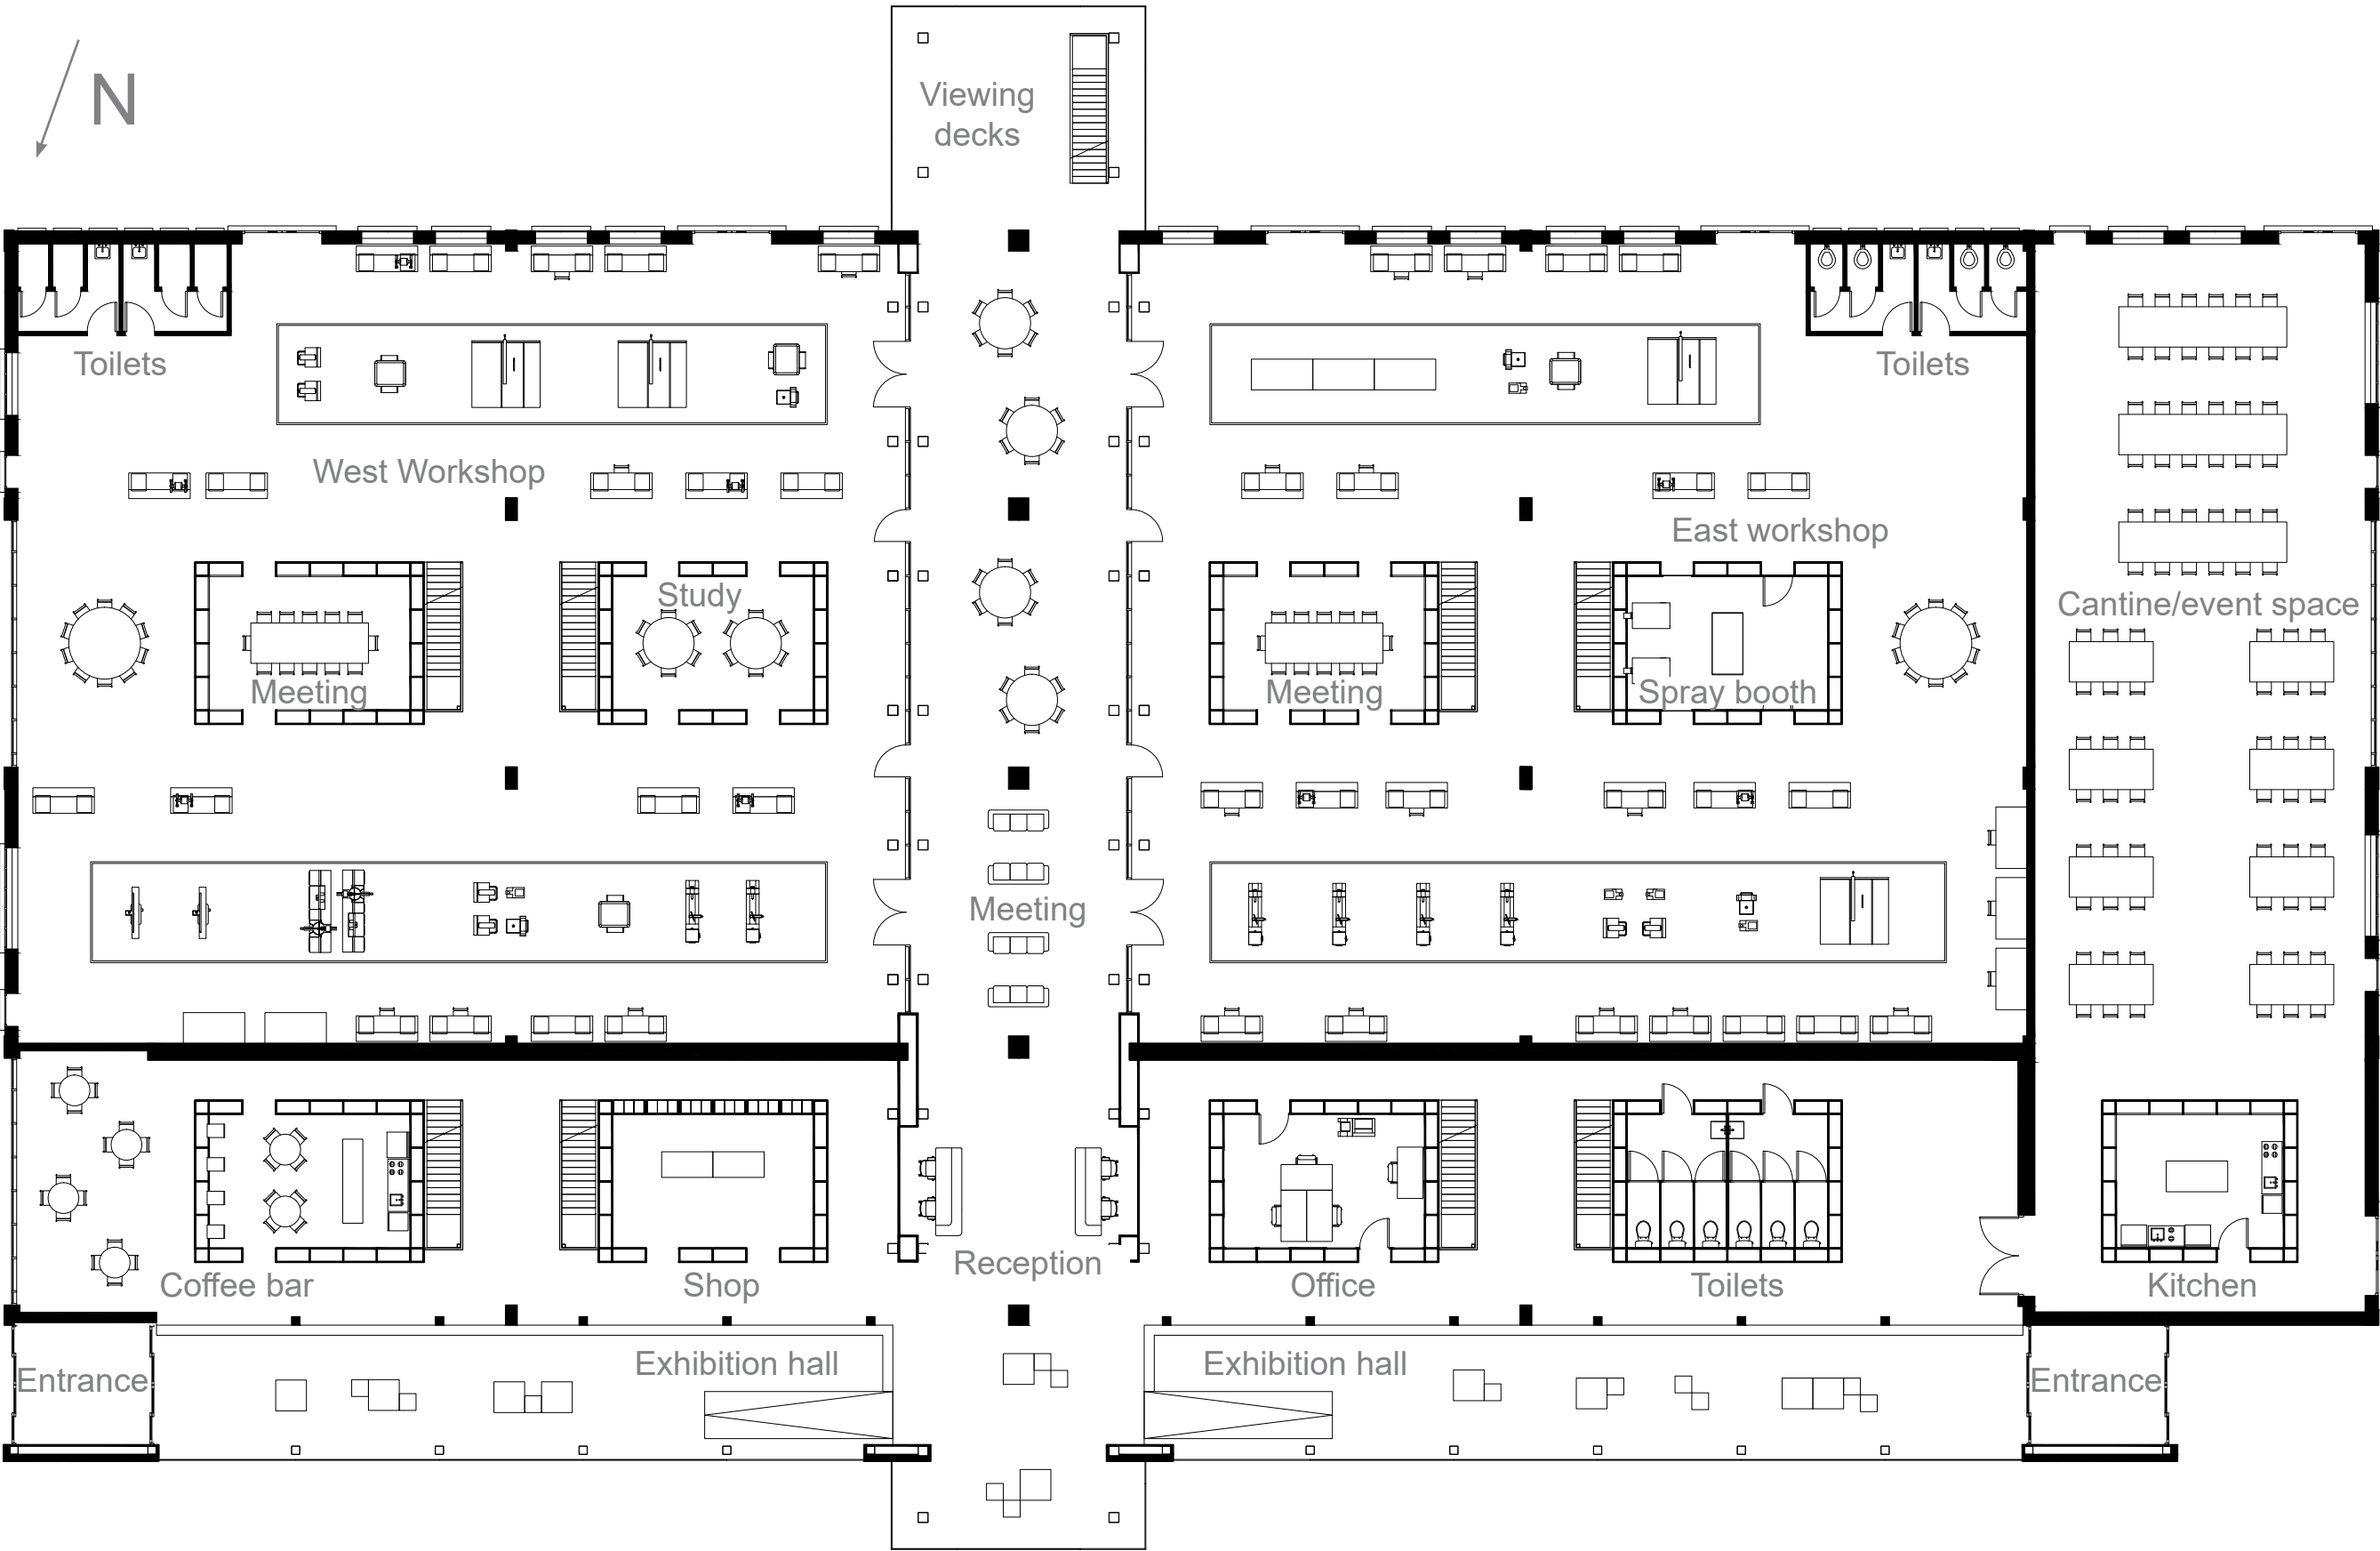 N
Viewing
decks
Toilets
Toilets
West Workshop
East workshop
Study
Cantine/event space
Meeting
Meeting
Spray booth
Meeting
Reception
Coffee bar
Shop
Office
Toilets
Kitchen
Entrance
Exhibition hall
Exhibition hall
Entrance